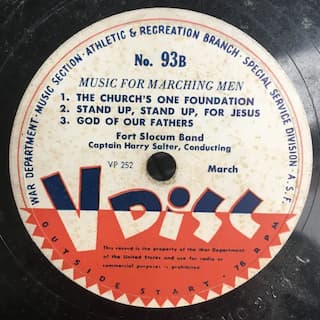 WAR DEPARTMENT · MUSIC SECTION · ATHLETIC & RECREATION BRANCH · SPECIAL SERVICE DIVISION · A.S.F.
No. 93B
MUSIC FOR MARCHING MEN
1. THE CHURCH'S ONE FOUNDATION
2. STAND UP, STAND UP, FOR JESUS
3. GOD OF OUR FATHERS
Fort Slocum Band
Captain Harry Salter, Conducting
VP 252 March
V DISC
This record is the property of the War Department
of the United States and use for radio or
commercial purposes is prohibited.
OUTSIDE START · 78 RPM